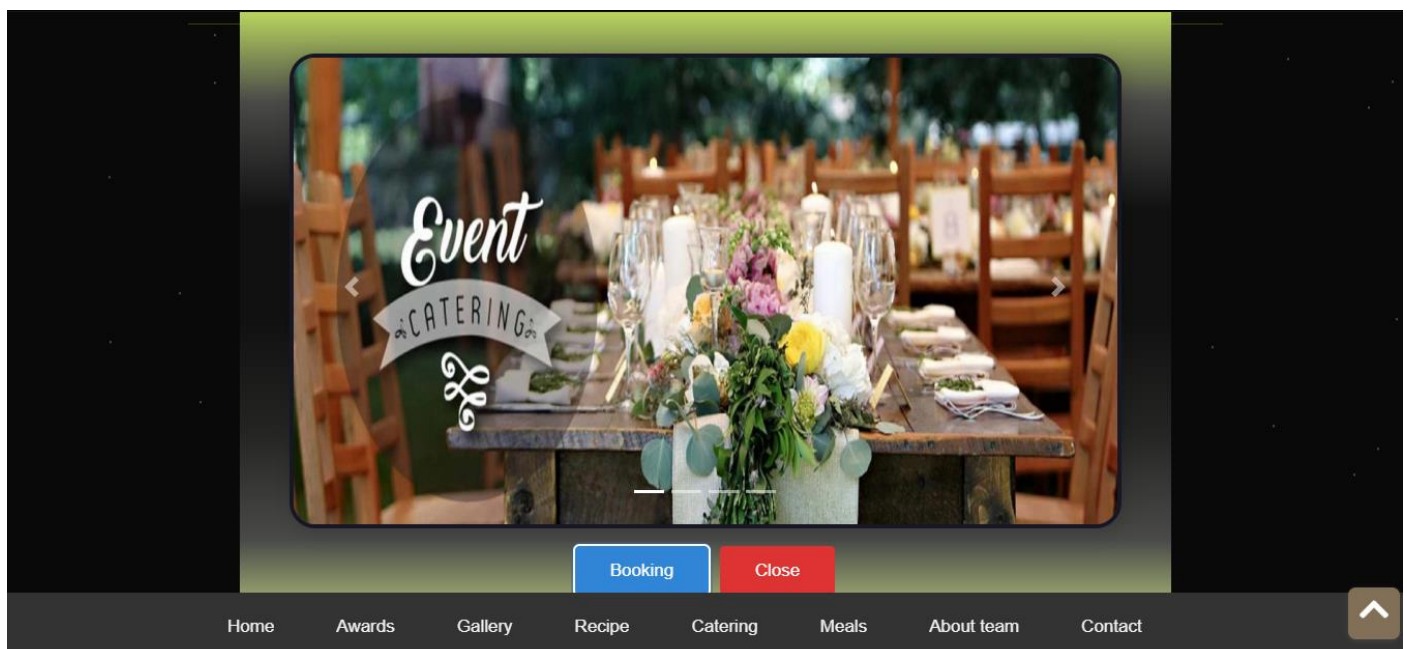 Event
CATERING
Booking Close
Home Awards Gallery Recipe Catering Meals About team Contact